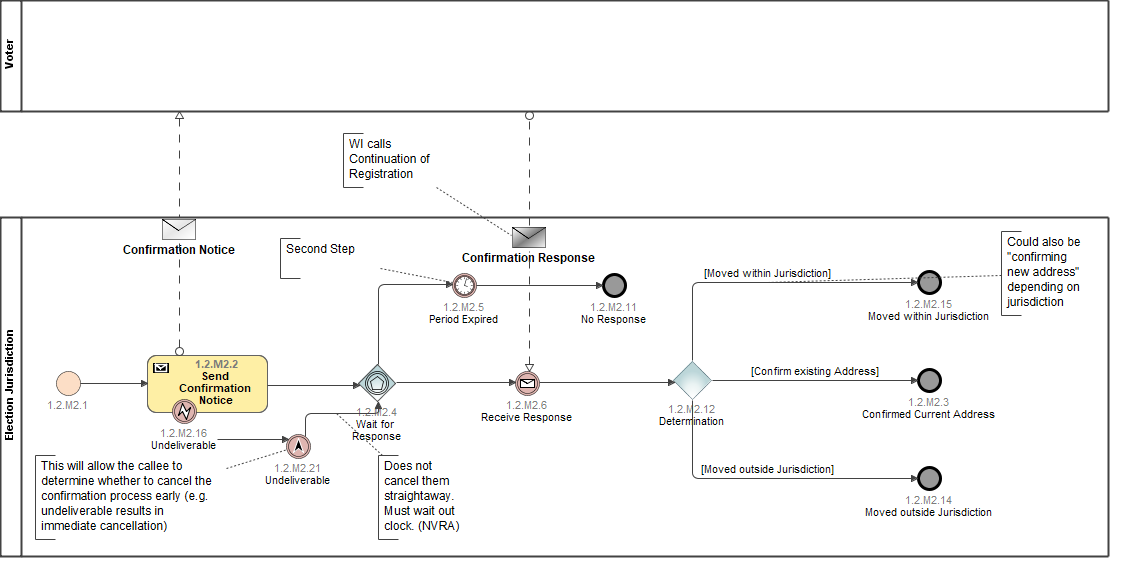 Voter
WI calls
Continuation of
Registration
Confirmation Notice
Second Step
Confirmation Response
Could also be
"confirming
new address"
depending on
jurisdiction
[Moved within Jurisdiction]
1.2.M2.5
Period Expired
1.2.M2.11
No Response
1.2.M2.15
Moved within Jurisdiction
Election Jurisdiction
1.2.M2.1
1.2.M2.2
Send
Confirmation
Notice
1.2.M2.16
Undeliverable
1.2.M2.4
Wait for
Response
1.2.M2.6
Receive Response
1.2.M2.12
Determination
[Confirm existing Address]
1.2.M2.3
Confirmed Current Address
1.2.M2.21
Undeliverable
This will allow the callee to
determine whether to cancel the
confirmation process early (e.g.
undeliverable results in
immediate cancellation)
Does not
cancel them
straightaway.
Must wait out
clock. (NVRA)
[Moved outside Jurisdiction]
1.2.M2.14
Moved outside Jurisdiction